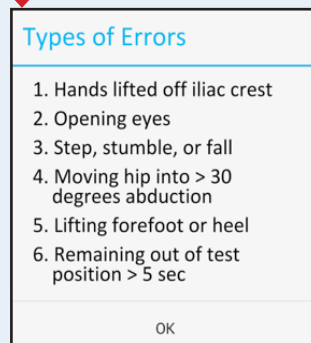 Types of Errors
1. Hands lifted off iliac crest
2. Opening eyes
3. Step, stumble, or fall
4. Moving hip into > 30
degrees abduction
5. Lifting forefoot or heel
6. Remaining out of test
position > 5 sec
OK